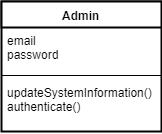 Admin
email
password
updateSystemInformation()
authenticate()